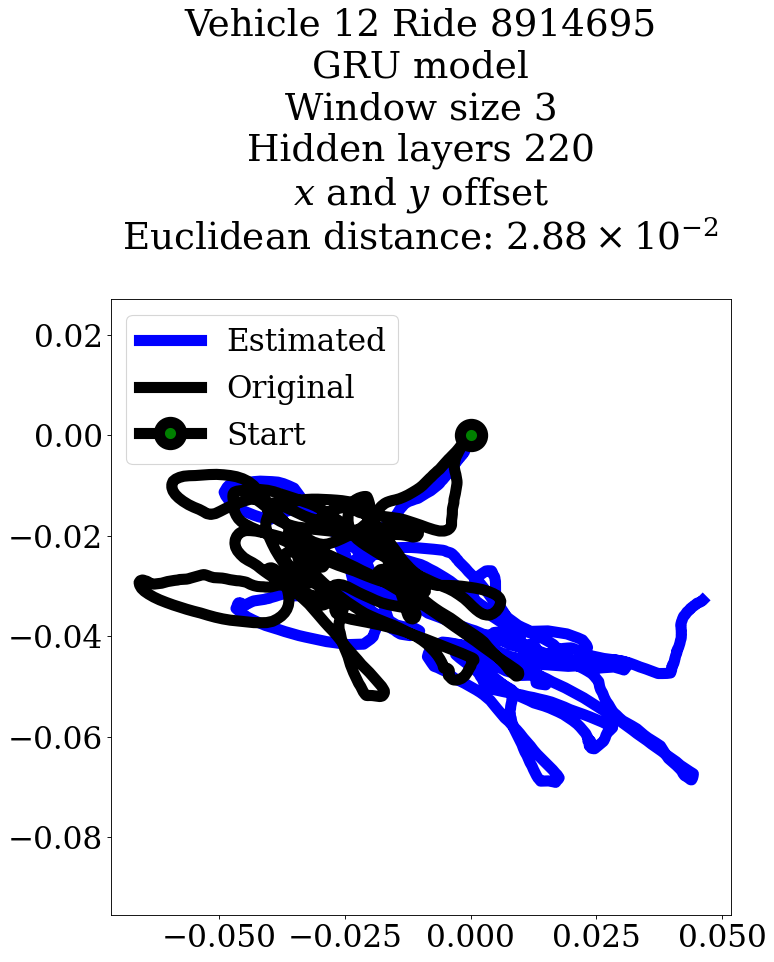 Vehicle 12 Ride 8914695
GRU model
Window size 3
Hidden layers 220
x and y offset
Euclidean distance: 2.88 × 10⁻²
Estimated
Original
Start
0.02
0.00
−0.02
−0.04
−0.06
−0.08
−0.050 −0.025 0.000 0.025 0.050